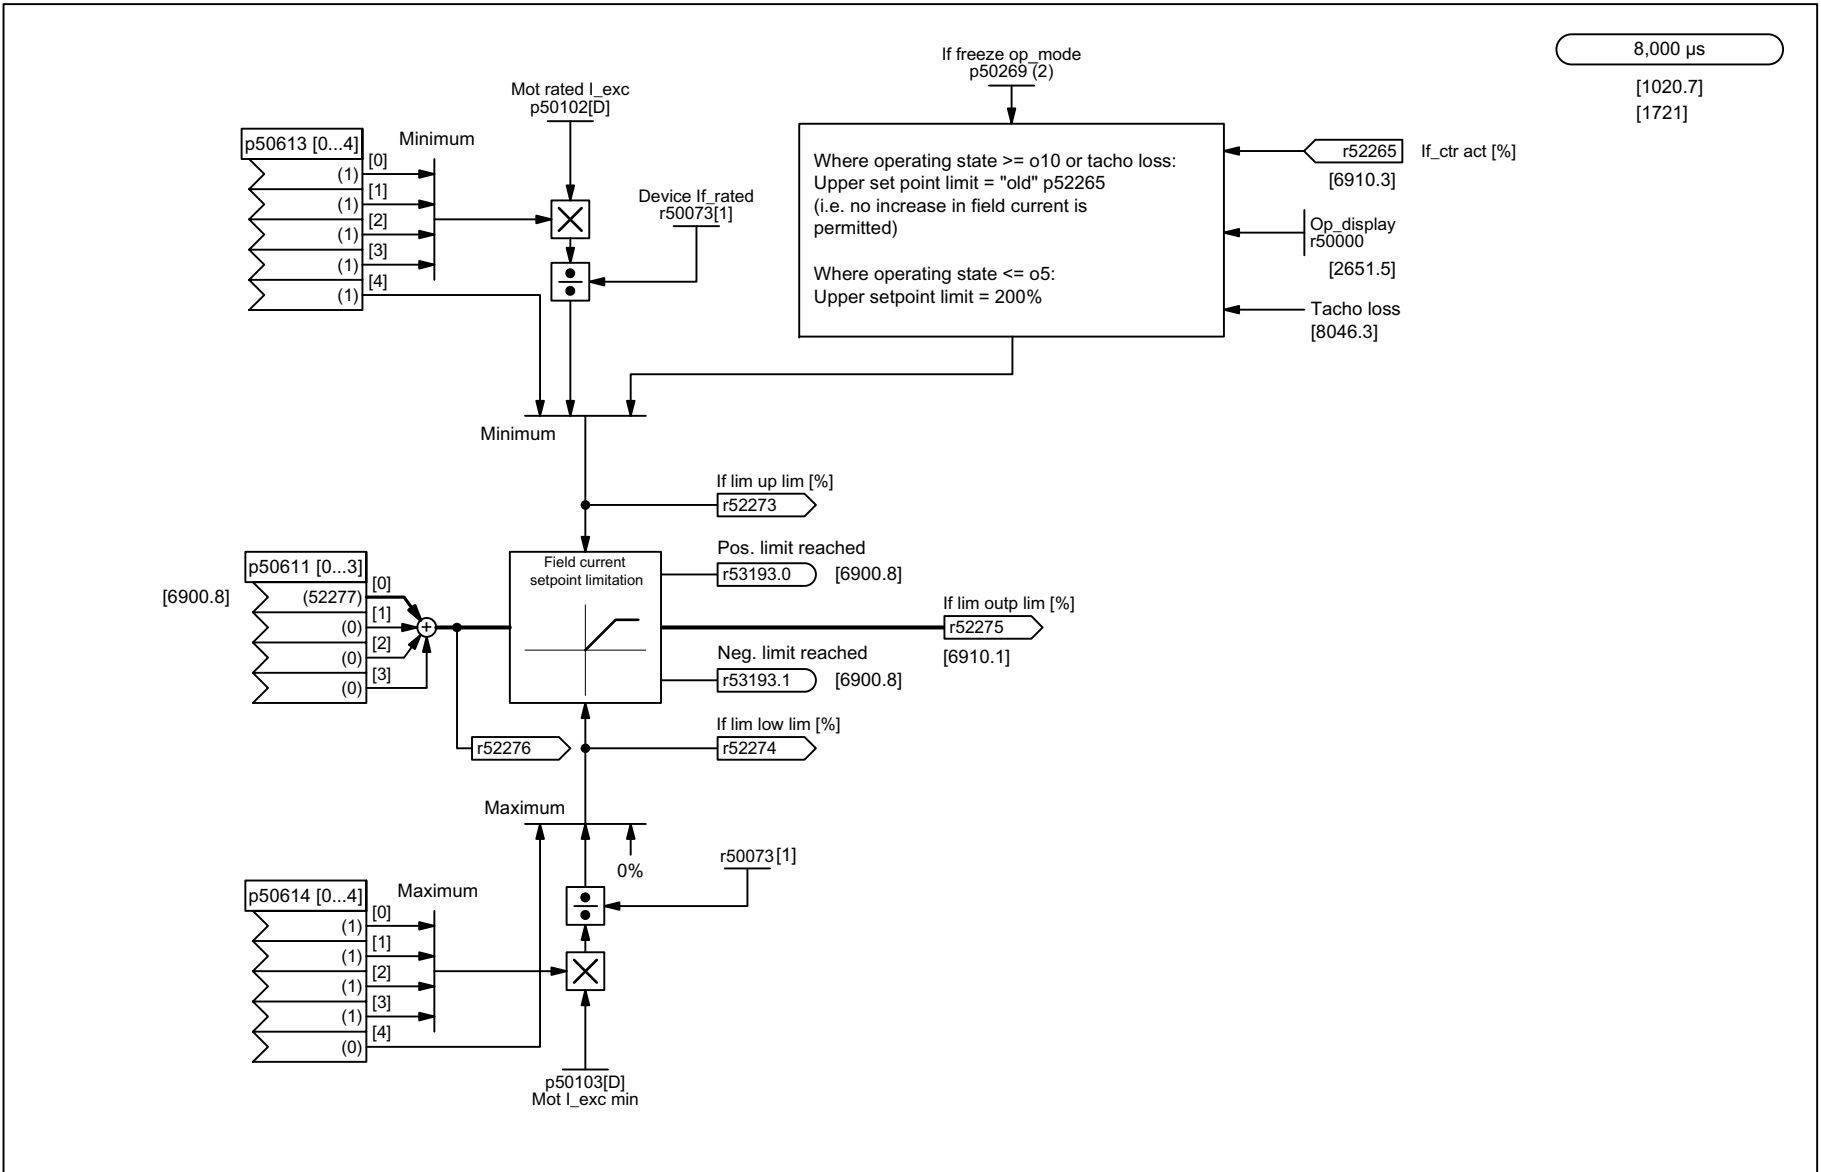 8,000 µs
[1020.7]
[1721]
If freeze op_mode
p50269 (2)
Mot rated I_exc
p50102[D]
p50613 [0...4]
Minimum
[0]
(1)
[1]
(1)
[2]
(1)
[3]
(1)
[4]
(1)
Device If_rated
r50073[1]
Where operating state >= o10 or tacho loss:
Upper set point limit = "old" p52265
(i.e. no increase in field current is
permitted)
Where operating state <= o5:
Upper setpoint limit = 200%
r52265
If_ctr act [%]
[6910.3]
Op_display
r50000
[2651.5]
Tacho loss
[8046.3]
Minimum
If lim up lim [%]
r52273
Field current
setpoint limitation
Pos. limit reached
r53193.0
[6900.8]
p50611 [0...3]
[6900.8]
[0]
(52277)
[1]
(0)
[2]
(0)
[3]
(0)
+
If lim outp lim [%]
r52275
[6910.1]
Neg. limit reached
r53193.1
[6900.8]
If lim low lim [%]
r52274
r52276
Maximum
0%
r50073[1]
p50614 [0...4]
Maximum
[0]
(1)
[1]
(1)
[2]
(1)
[3]
(1)
[4]
(0)
p50103[D]
Mot I_exc min